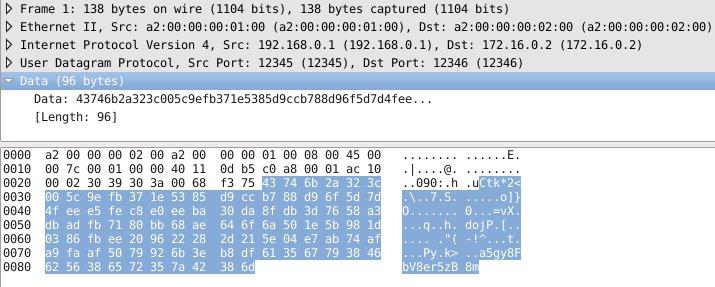 Frame 1: 138 bytes on wire (1104 bits), 138 bytes captured (1104 bits)
Ethernet II, Src: a2:00:00:00:01:00 (a2:00:00:00:01:00), Dst: a2:00:00:00:02:00 (a2:00:00:00:02:00)
Internet Protocol Version 4, Src: 192.168.0.1 (192.168.0.1), Dst: 172.16.0.2 (172.16.0.2)
User Datagram Protocol, Src Port: 12345 (12345), Dst Port: 12346 (12346)
Data (96 bytes)
Data: 43746b2a323c005c9efb371e5385d9ccb788d96f5d7d4fee...
[Length: 96]
0000 a2 00 00 00 02 00 a2 00 00 00 01 00 08 00 45 00 ........ ......E.
0010 00 7c 00 01 00 00 40 11 0d b5 c0 a8 00 01 ac 10 .|....@. ........
0020 00 02 30 39 30 3a 00 68 f3 75 43 74 6b 2a 32 3c ..090:.h .uCtk*2<
0030 00 5c 9e fb 37 1e 53 85 d9 cc b7 88 d9 6f 5d 7d .\..7.S. .....o]}
0040 4f ee e5 fe c8 e0 ee ba 30 da 8f db 3d 76 58 a3 O....... 0...=vX.
0050 db ad fb 71 80 bb 68 ae 64 6f 6a 50 1e 5b 98 1d ...q..h. dojP.[..
0060 03 86 fb ee 20 96 22 28 2d 21 5e 04 e7 ab 74 af .... ."( -!^...t.
0070 a9 fa af 50 79 92 6b 3e b8 df 61 35 67 79 38 46 ...Py.k> ..a5gy8F
0080 62 56 38 65 72 35 7a 42 38 6d bV8er5zB 8m